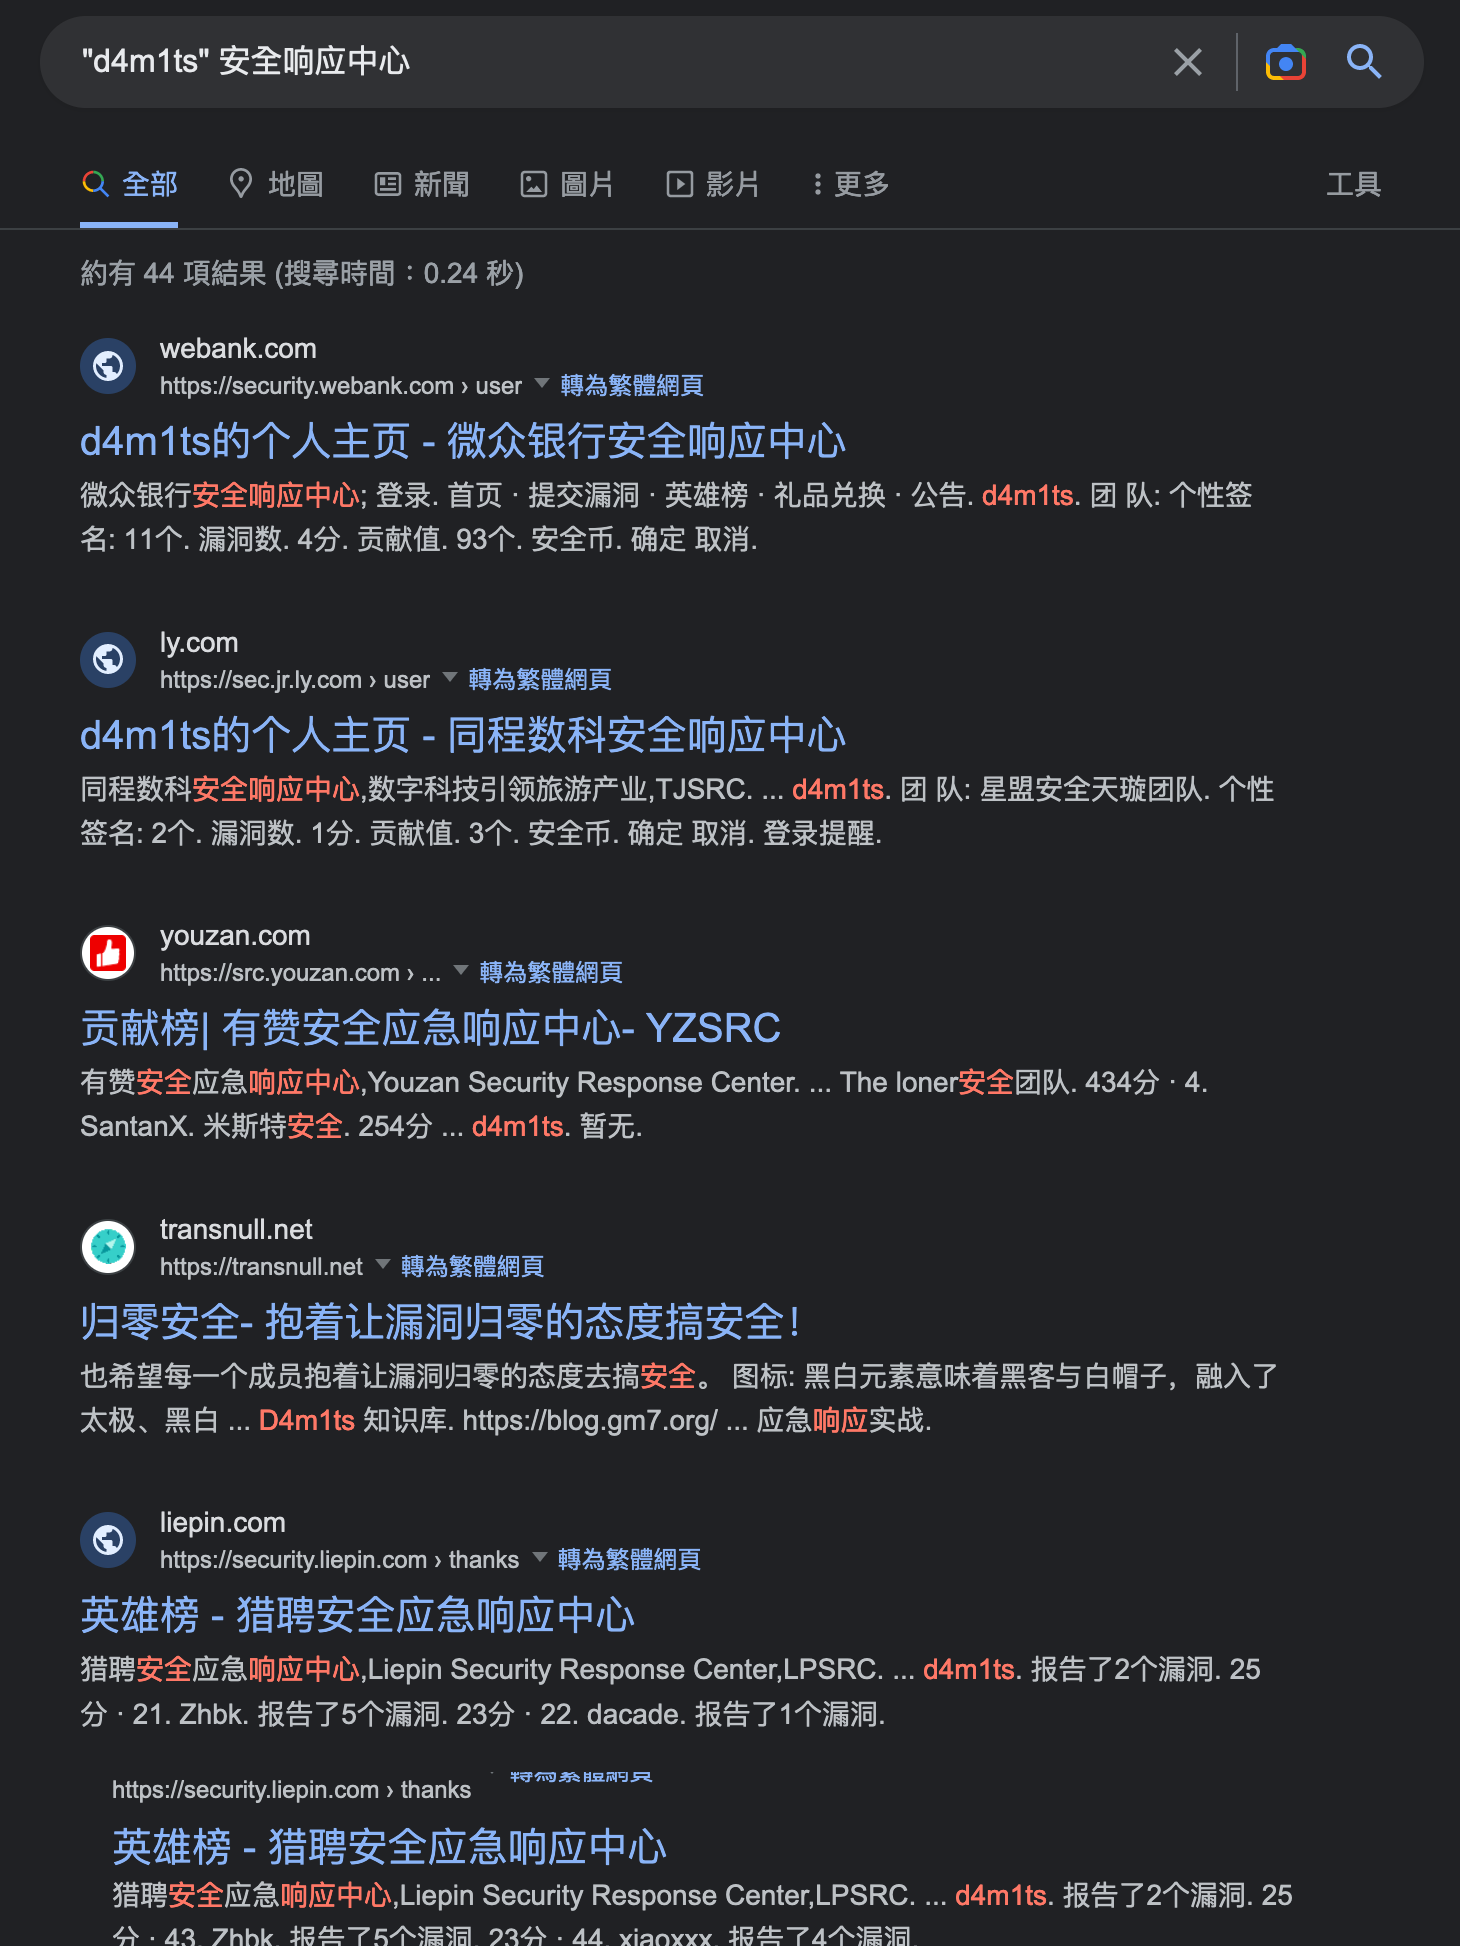 "d4m1ts" 安全响应中心
全部 地圖 新聞 圖片 影片 更多 工具
約有 44 項結果 (搜尋時間：0.24 秒)
webank.com
https://security.webank.com › user 轉為繁體網頁
d4m1ts的个人主页 - 微众银行安全响应中心
微众银行安全响应中心; 登录. 首页 · 提交漏洞 · 英雄榜 · 礼品兑换 · 公告. d4m1ts. 团 队: 个性签
名: 11个. 漏洞数. 4分. 贡献值. 93个. 安全币. 确定 取消.
ly.com
https://sec.jr.ly.com › user 轉為繁體網頁
d4m1ts的个人主页 - 同程数科安全响应中心
同程数科安全响应中心,数字科技引领旅游产业,TJSRC. ... d4m1ts. 团 队: 星盟安全天璇团队. 个性
签名: 2个. 漏洞数. 1分. 贡献值. 3个. 安全币. 确定 取消. 登录提醒.
youzan.com
https://src.youzan.com › ... 轉為繁體網頁
贡献榜| 有赞安全应急响应中心- YZSRC
有赞安全应急响应中心,Youzan Security Response Center. ... The loner安全团队. 434分 · 4.
SantanX. 米斯特安全. 254分 ... d4m1ts. 暂无.
transnull.net
https://transnull.net 轉為繁體網頁
归零安全- 抱着让漏洞归零的态度搞安全！
也希望每一个成员抱着让漏洞归零的态度去搞安全。 图标: 黑白元素意味着黑客与白帽子，融入了
太极、黑白 ... D4m1ts 知识库. https://blog.gm7.org/ ... 应急响应实战.
liepin.com
https://security.liepin.com › thanks 轉為繁體網頁
英雄榜 - 猎聘安全应急响应中心
猎聘安全应急响应中心,Liepin Security Response Center,LPSRC. ... d4m1ts. 报告了2个漏洞. 25
分 · 21. Zhbk. 报告了5个漏洞. 23分 · 22. dacade. 报告了1个漏洞.
https://security.liepin.com › thanks 轉為繁體網頁
英雄榜 - 猎聘安全应急响应中心
猎聘安全应急响应中心,Liepin Security Response Center,LPSRC. ... d4m1ts. 报告了2个漏洞. 25
分 · 43. Zhbk. 报告了5个漏洞. 23分 · 44. xiaoxxx. 报告了4个漏洞.